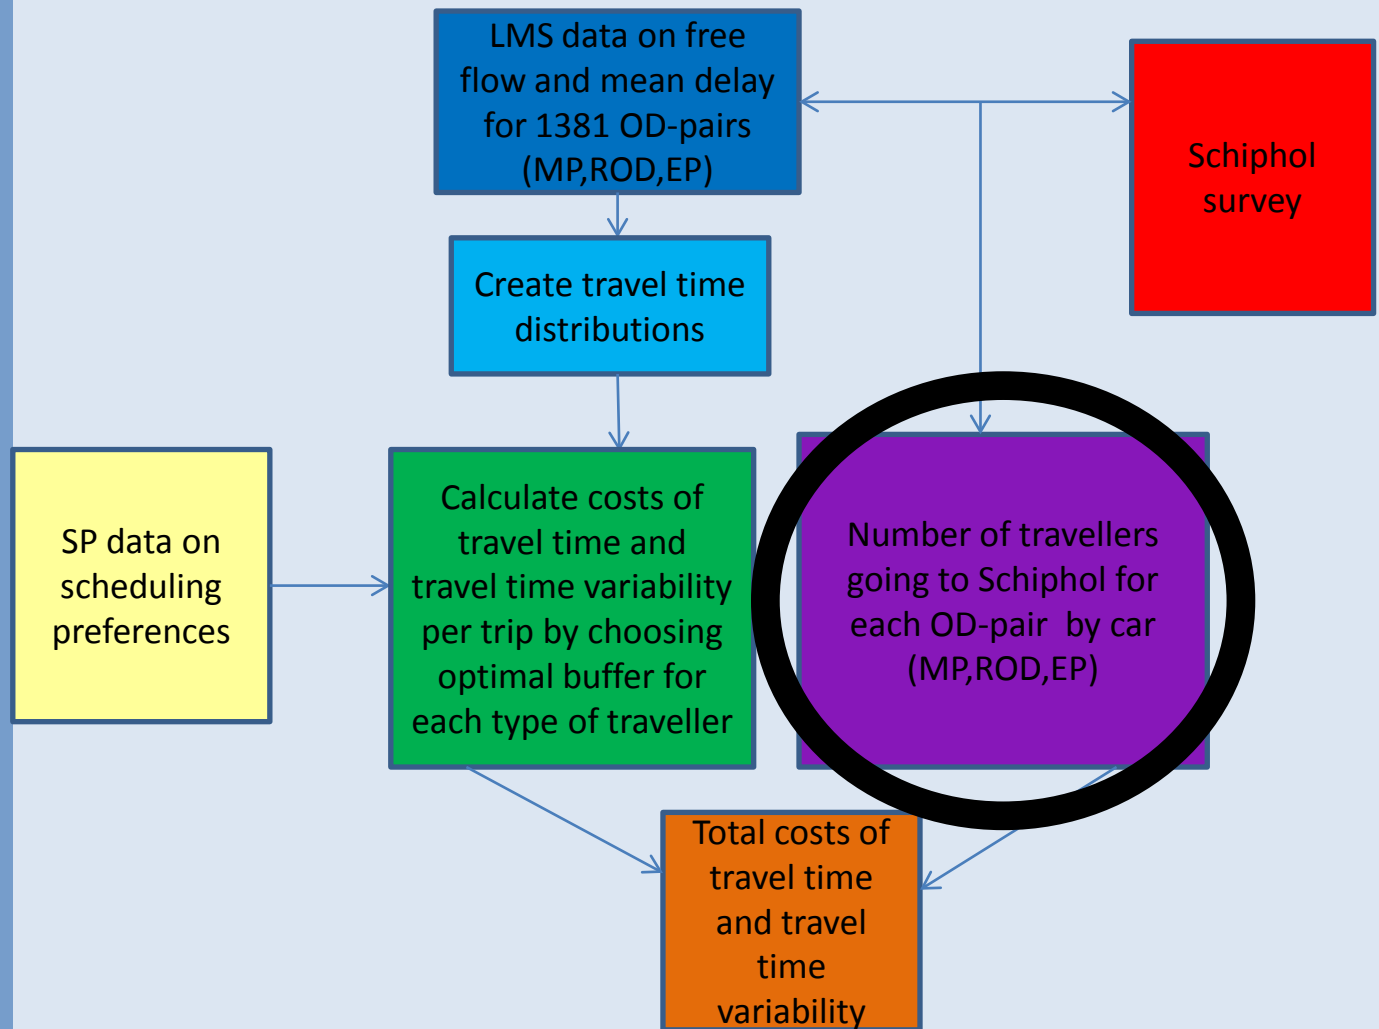 LMS data on free
flow and mean delay
for 1381 OD-pairs
(MP,ROD,EP)
Schiphol
survey
Create travel time
distributions
SP data on
scheduling
preferences
Calculate costs of
travel time and
travel time variability
per trip by choosing
optimal buffer for
each type of traveller
Number of travellers
going to Schiphol for
each OD-pair by car
(MP,ROD,EP)
Total costs of
travel time
and travel
time
variability